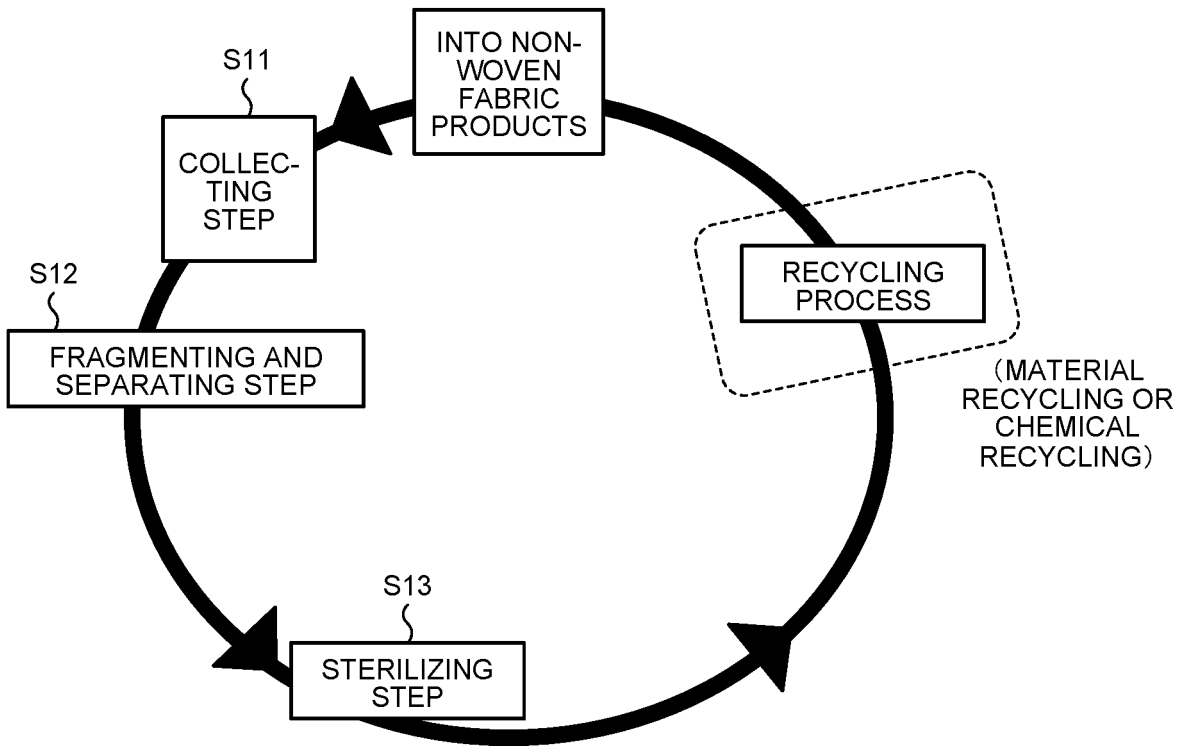 INTO NON-
WOVEN
FABRIC
PRODUCTS
S11
COLLEC-
TING
STEP
S12
FRAGMENTING AND
SEPARATING STEP
S13
STERILIZING
STEP
RECYCLING
PROCESS
(MATERIAL
RECYCLING OR
CHEMICAL
RECYCLING)